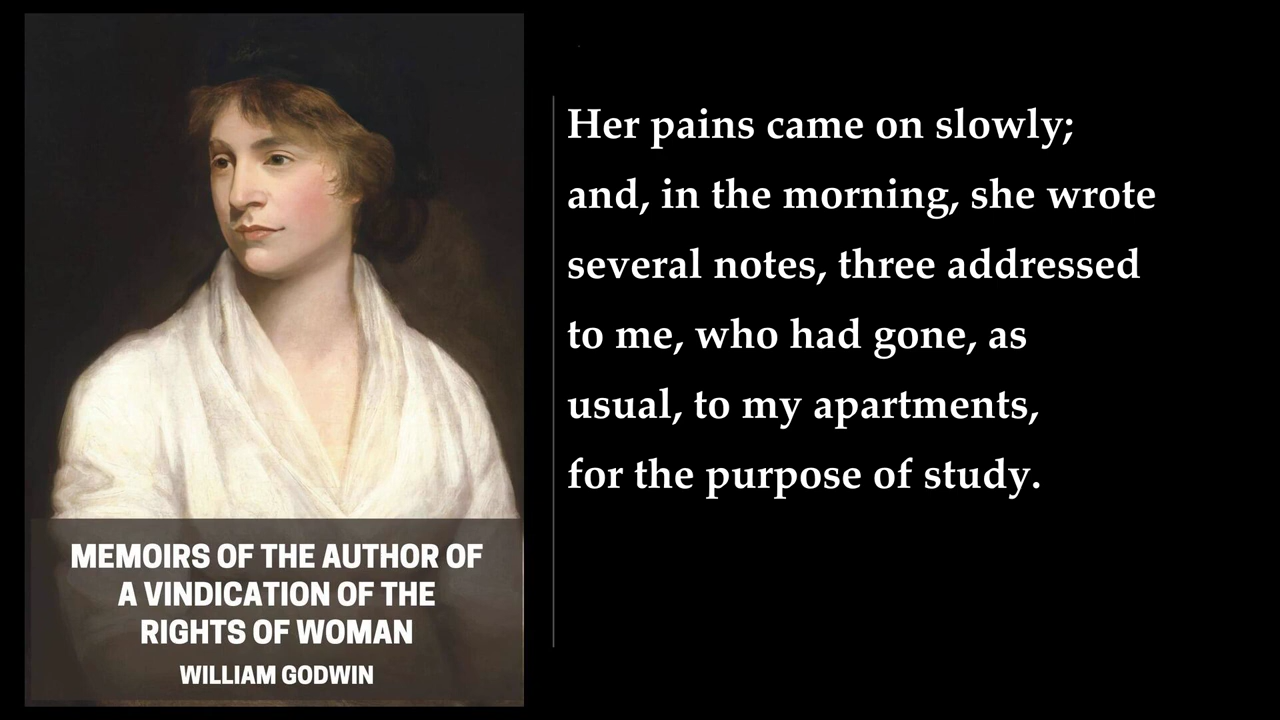 MEMOIRS OF THE AUTHOR OF
A VINDICATION OF THE
RIGHTS OF WOMAN
WILLIAM GODWIN
Her pains came on slowly;
and, in the morning, she wrote
several notes, three addressed
to me, who had gone, as
usual, to my apartments,
for the purpose of study.